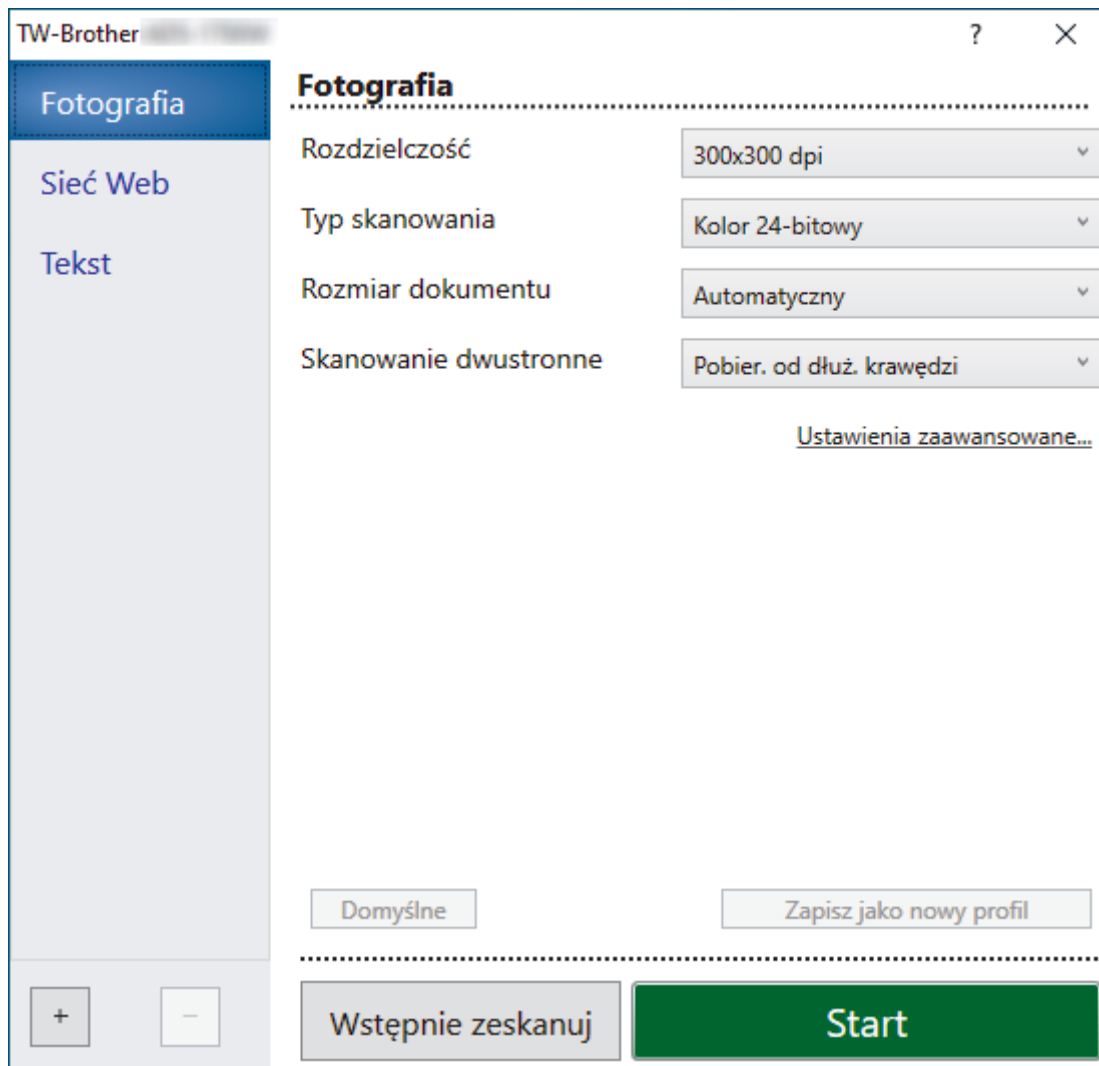 TW-Brother
?
Fotografia
Sieć Web
Tekst
Fotografia
Rozdzielczość 300x300 dpi
Typ skanowania Kolor 24-bitowy
Rozmiar dokumentu Automatyczny
Skanowanie dwustronne Pobier. od dłuż. krawędzi
Ustawienia zaawansowane...
Domyślne Zapisz jako nowy profil
+ −
Wstępnie zeskanuj Start